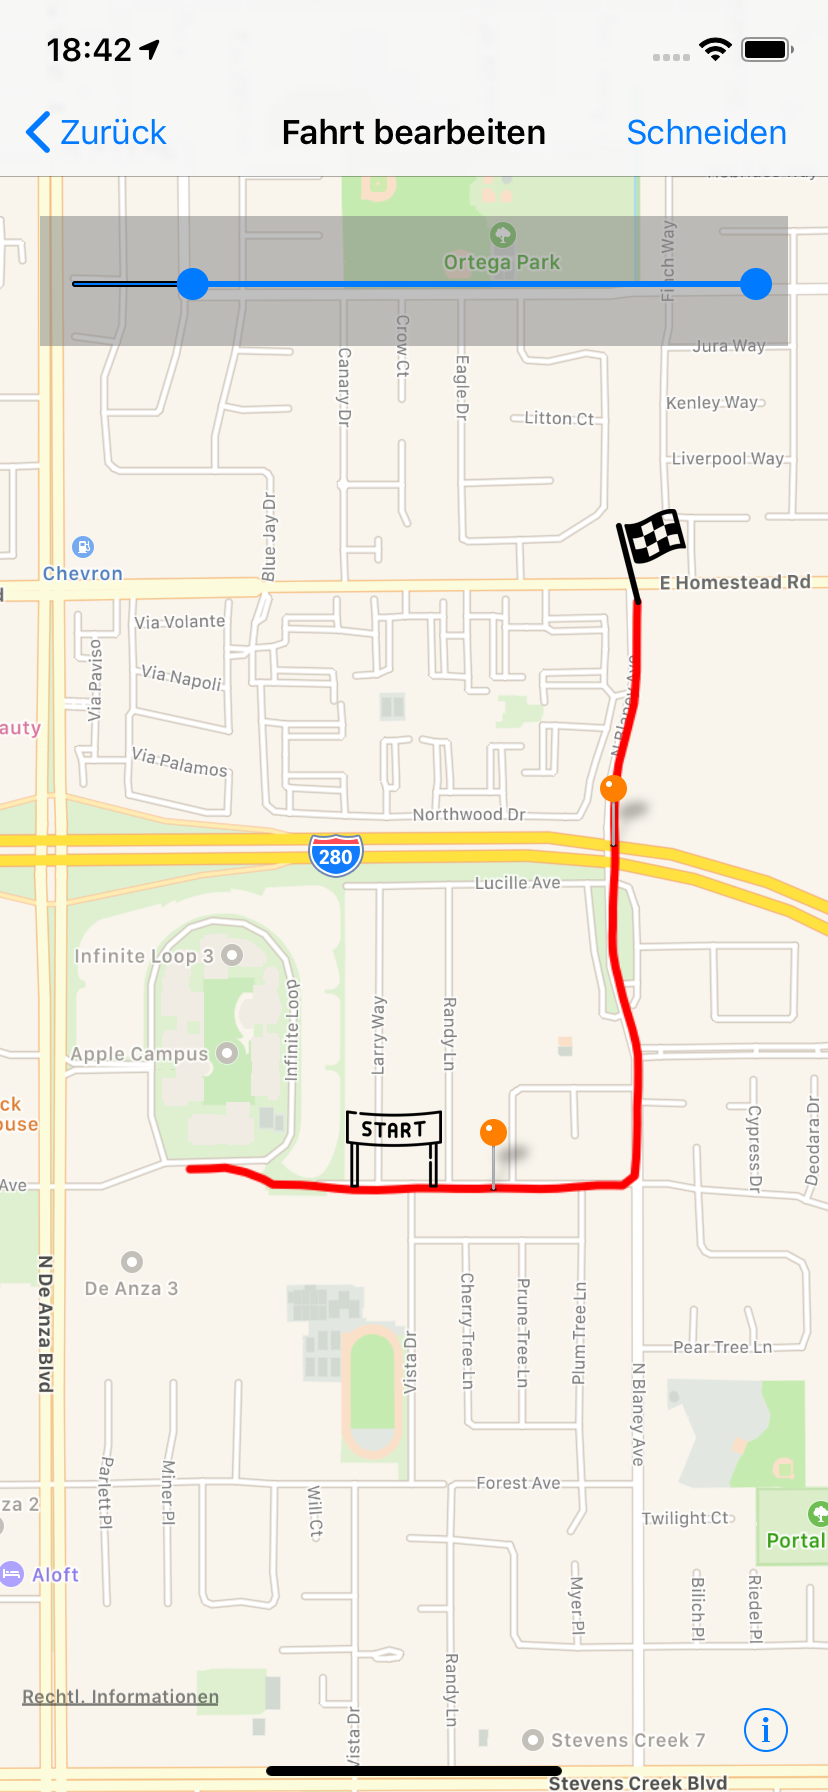 18:42
Zurück
Fahrt bearbeiten
Schneiden
Ortega Park
Finch Way
Jura Way
Crow Ct
Canary Dr
Eagle Dr
Kenley Way
Litton Ct
Liverpool Way
Blue Jay Dr
Chevron
E Homestead Rd
Via Volante
Via Paviso
Via Napoli
N Blaney Ave
auty
Via Palamos
Northwood Dr
280
Lucille Ave
Infinite Loop 3
Infinite Loop
Larry Way
Randy Ln
Apple Campus
ck
ouse
START
Cypress Dr
Deodara Dr
Ave
N De Anza Blvd
De Anza 3
Cherry Tree Ln
Prune Tree Ln
Plum Tree Ln
Vista Dr
Pear Tree Ln
N Blaney Ave
Parlett Pl
Miner Pl
Will Ct
Forest Ave
za 2
Twilight Ct
Portal
Aloft
Myer Pl
Bilich Pl
Riedel Pl
Randy Ln
Rechtl. Informationen
Vista Dr
Stevens Creek 7
Stevens Creek Blvd